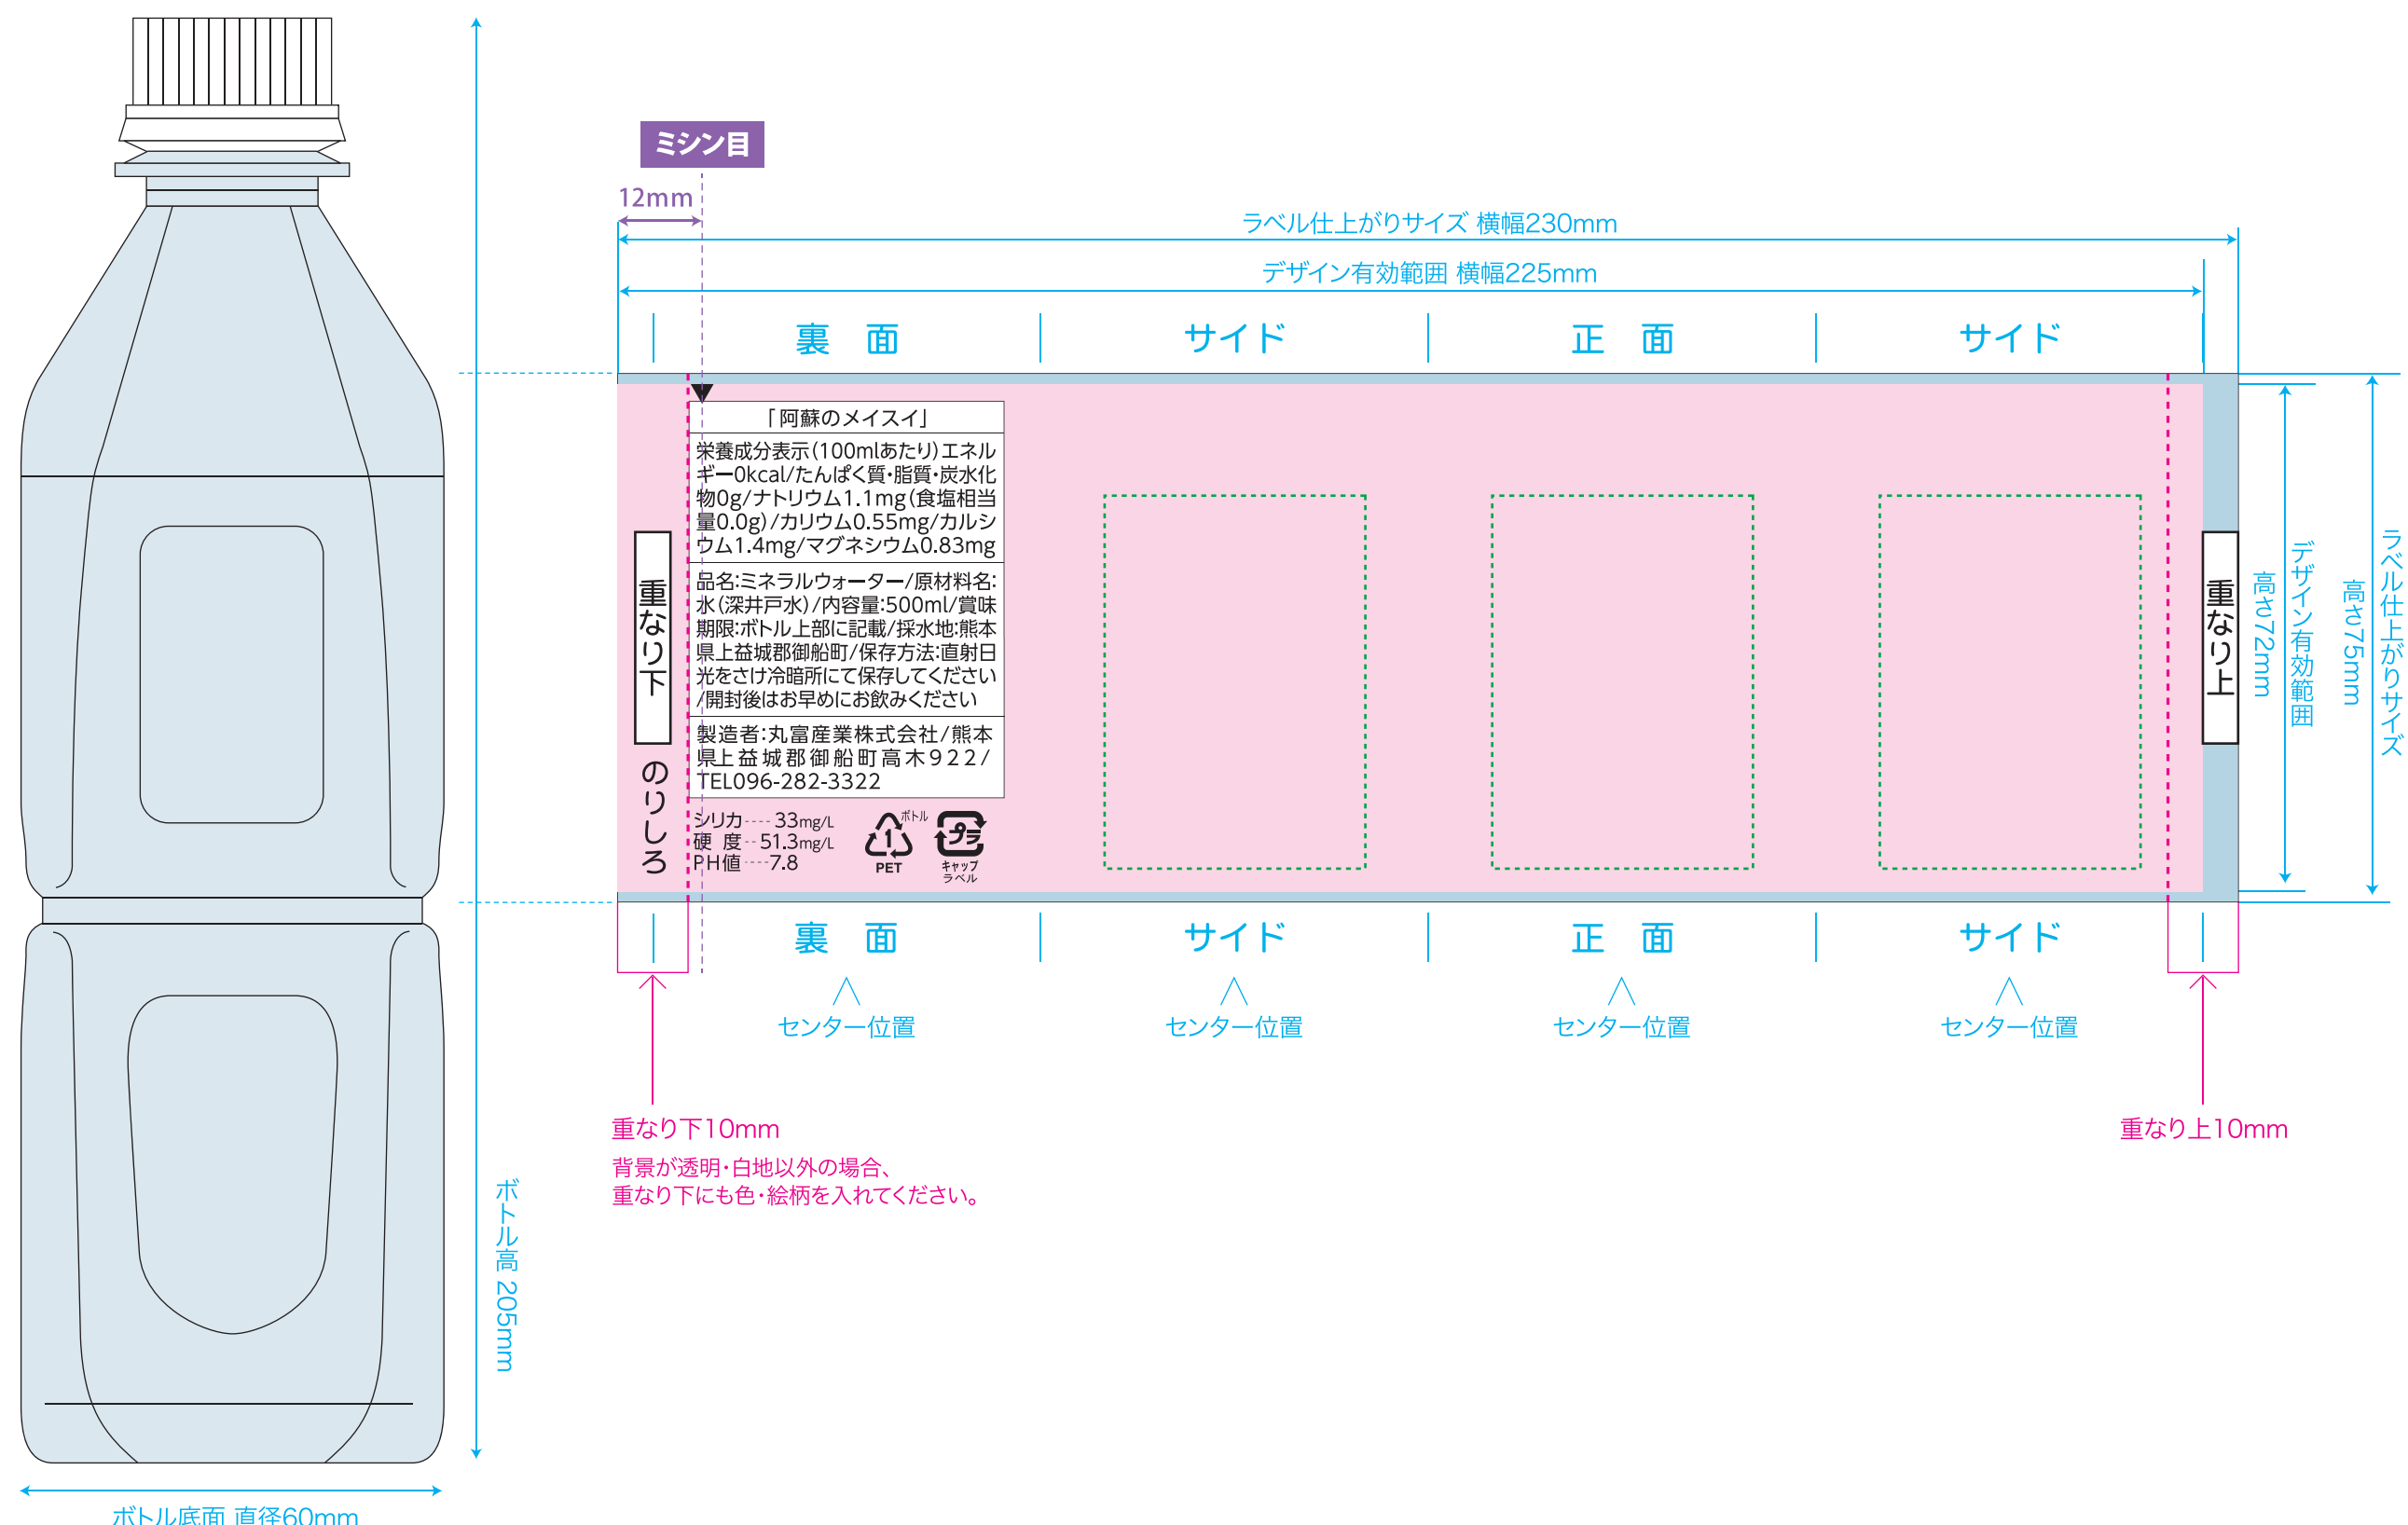 ミシン目
12mm
ラベル仕上がりサイズ 横幅230mm
デザイン有効範囲 横幅225mm
裏 面
サイド
正 面
サイド
「阿蘇のメイスイ」
栄養成分表示(100mlあたり)エネル
ギー0kcal/たんぱく質・脂質・炭水化
物0g/ナトリウム1.1mg(食塩相当
量0.0g)/カリウム0.55mg/カルシ
ウム1.4mg/マグネシウム0.83mg
品名:ミネラルウォーター/原材料名:
水(深井戸水)/内容量:500ml/賞味
期限:ボトル上部に記載/採水地:熊本
県上益城郡御船町/保存方法:直射日
光をさけ冷暗所にて保存してください
/開封後はお早めにお飲みください
製造者:丸富産業株式会社/熊本
県上益城郡御船町高木922/
TEL096-282-3322
シリカ----33mg/L
硬 度--51.3mg/L
PH値----7.8
1
ボトル
PET
プラ
キャップ
ラベル
重なり下
のりしろ
重なり上
デザイン有効範囲
高さ72mm
ラベル仕上がりサイズ
高さ75mm
裏 面
サイド
正 面
サイド
センター位置
センター位置
センター位置
センター位置
重なり下10mm
背景が透明・白地以外の場合、
重なり下にも色・絵柄を入れてください。
重なり上10mm
ボトル高 205mm
ボトル底面 直径60mm